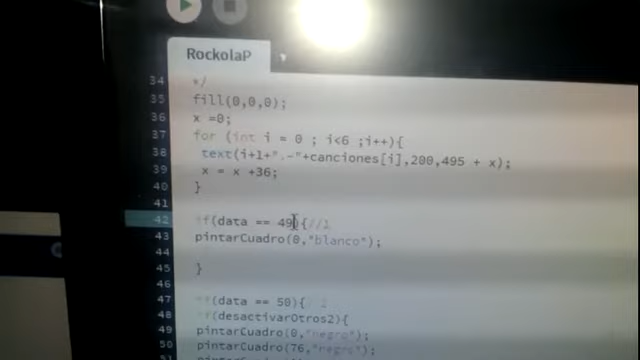 RockolaP
34 */
35 fill(0,0,0);
36 x =0;
37 for (int i = 0 ; i<6 ;i++){
38 text(i+1+".-"+canciones[i],200,495 + x);
39 x = x +36;
40 }
41
42 if(data == 49){//1
43 pintarCuadro(0,"blanco");
44
45 }
46
47 if(data == 50){
48 if(desactivarOtros2){
49 pintarCuadro(0,"negro");
50 pintarCuadro(76,"negro");